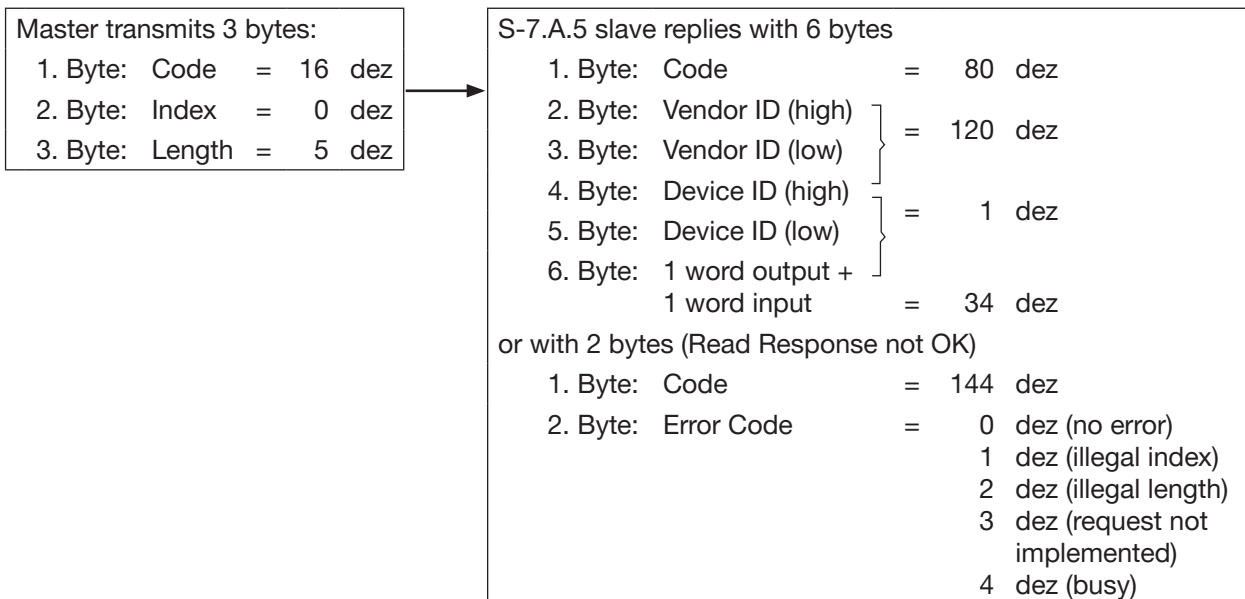 Master transmits 3 bytes:
1. Byte: Code = 16 dez
2. Byte: Index = 0 dez
3. Byte: Length = 5 dez
S-7.A.5 slave replies with 6 bytes
1. Byte: Code = 80 dez
2. Byte: Vendor ID (high)
= 120 dez
3. Byte: Vendor ID (low)
4. Byte: Device ID (high)
= 1 dez
5. Byte: Device ID (low)
6. Byte: 1 word output +
1 word input = 34 dez
or with 2 bytes (Read Response not OK)
1. Byte: Code = 144 dez
2. Byte: Error Code = 0 dez (no error)
1 dez (illegal index)
2 dez (illegal length)
3 dez (request not
implemented)
4 dez (busy)